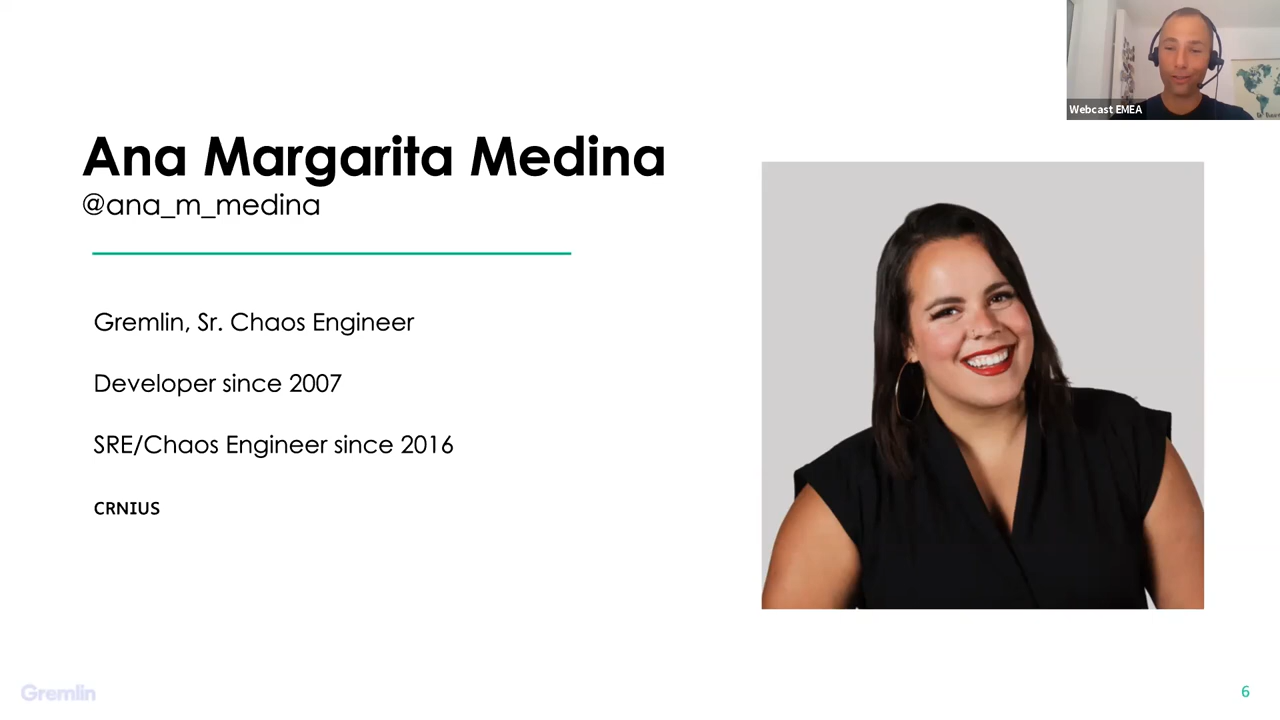 Webcast EMEA
Ana Margarita Medina
@ana_m_medina
Gremlin, Sr. Chaos Engineer
Developer since 2007
SRE/Chaos Engineer since 2016
CRNIUS
Gremlin
6